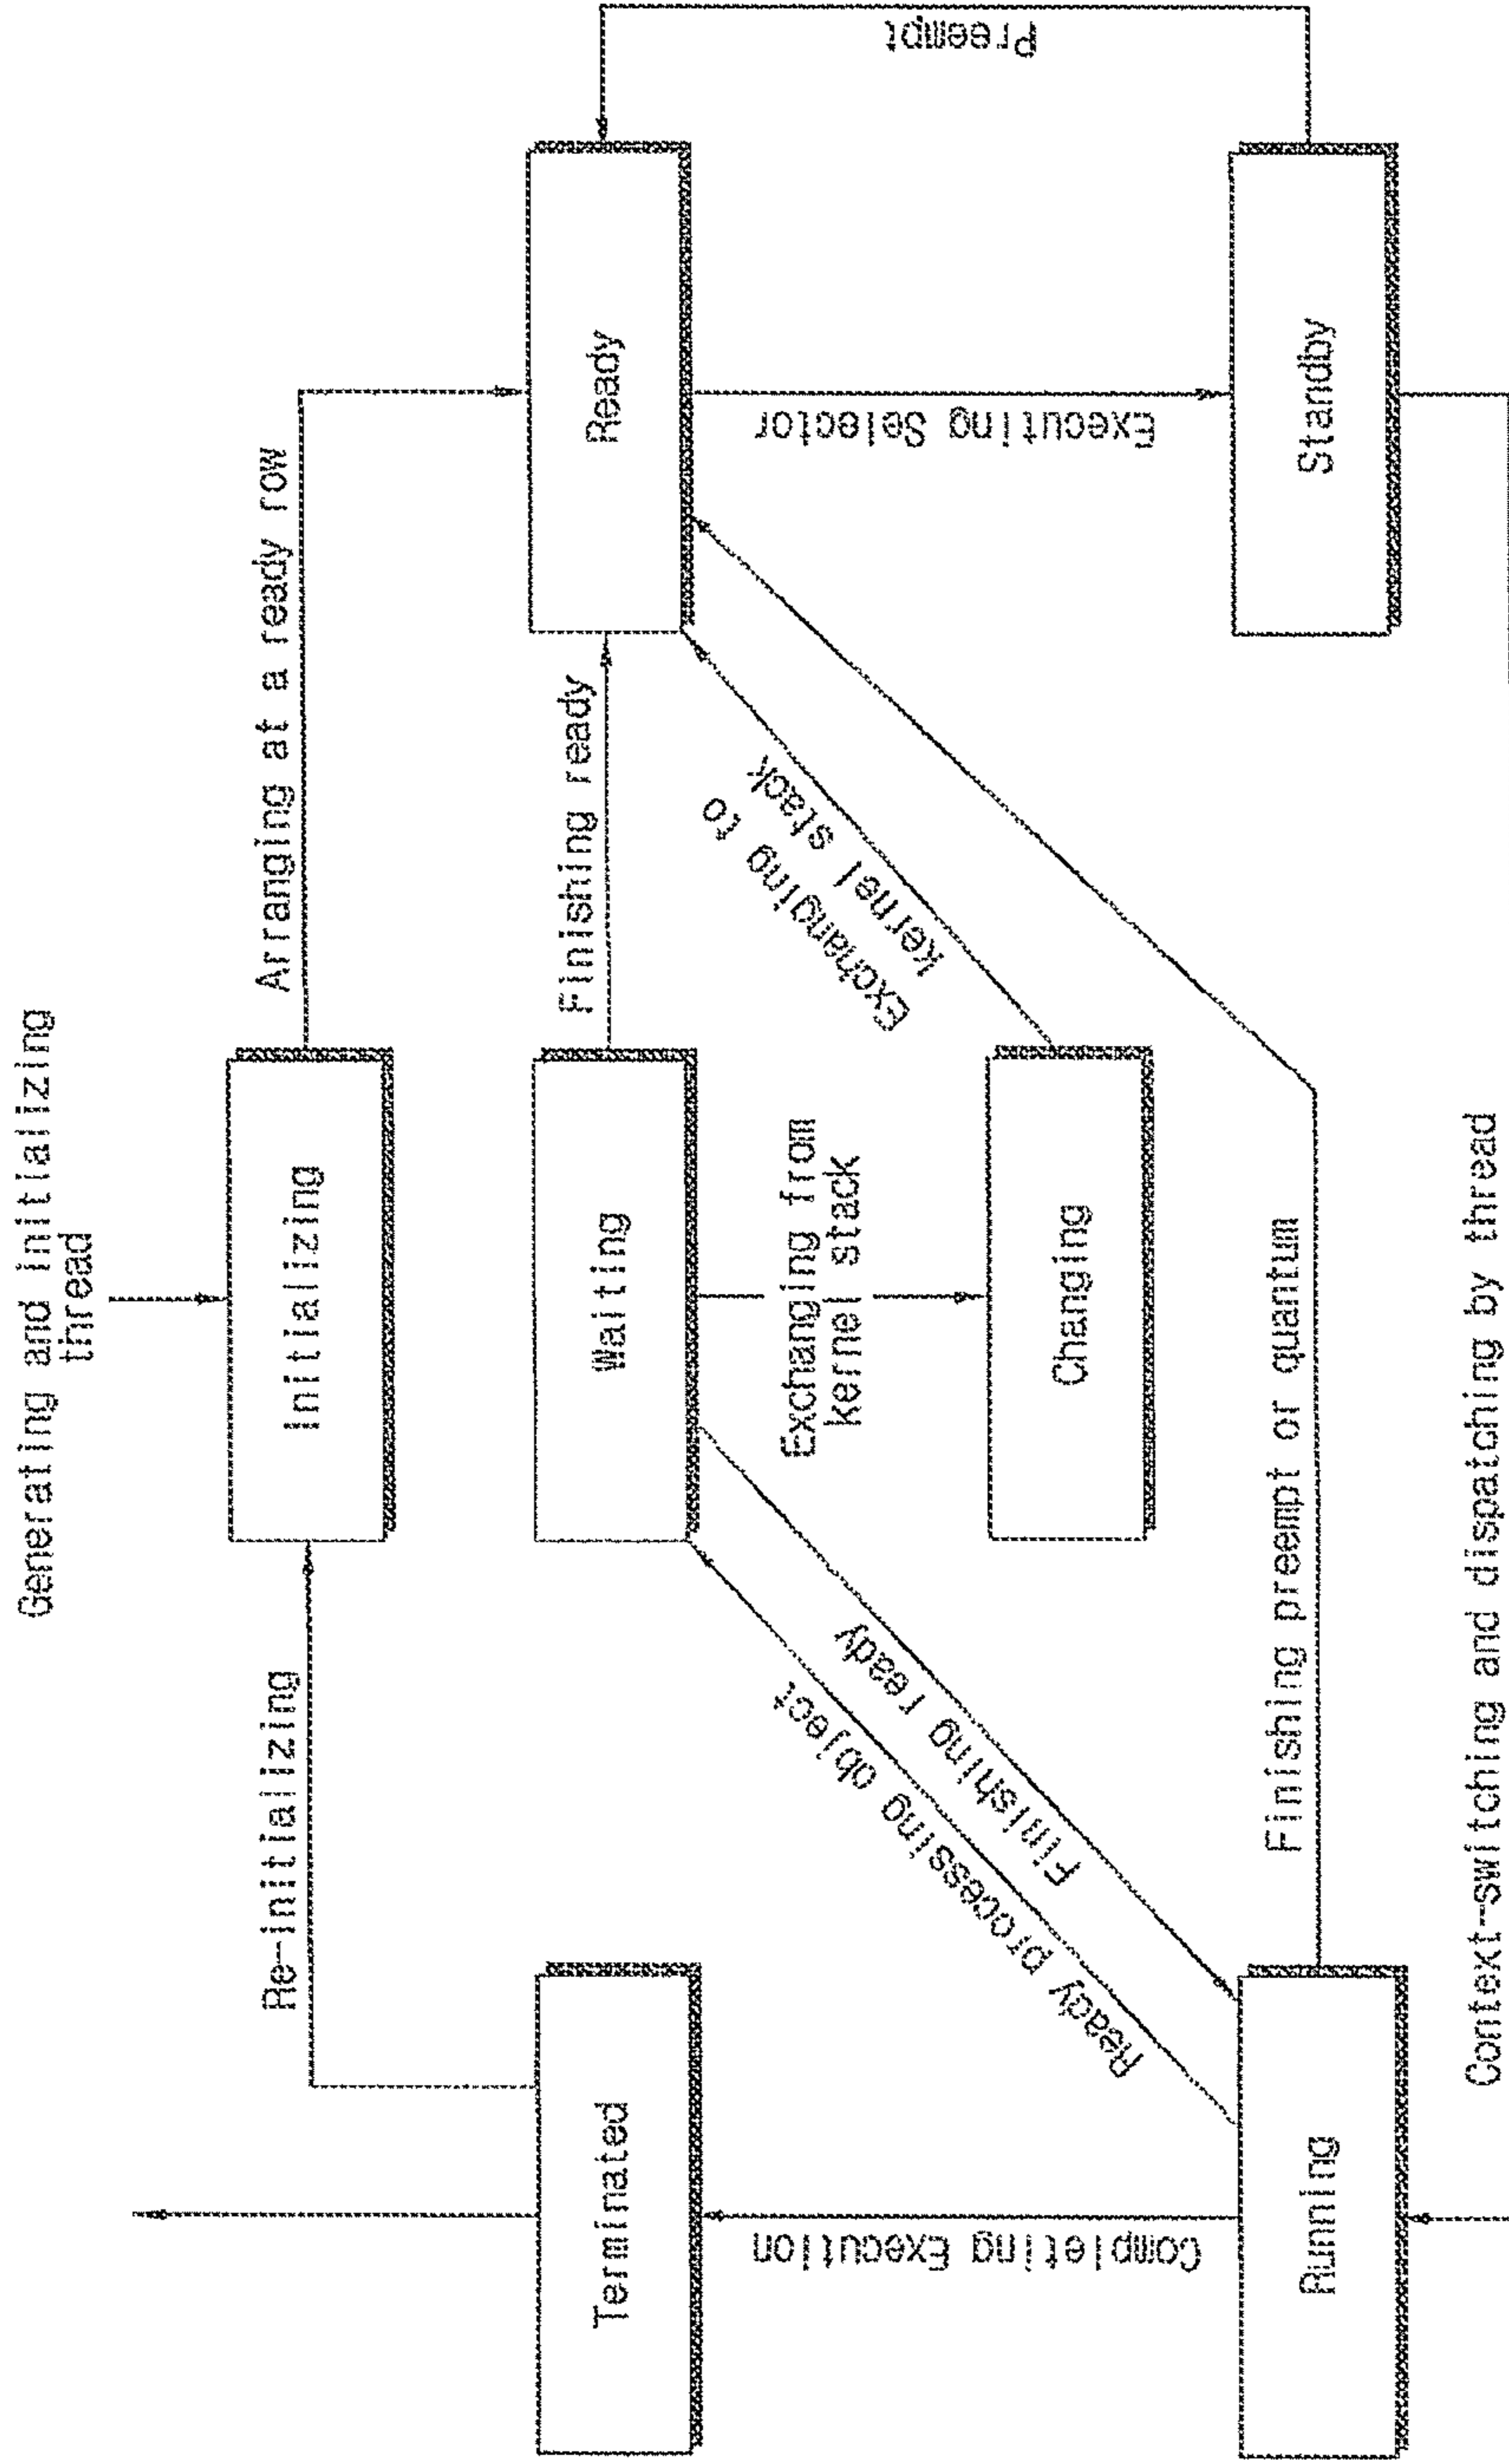 Generating and initializing
thread
Re-initializing
Arranging at a ready row
Initializing
Terminated
Waiting
Finishing ready
Ready
Preempt
Exchanging from
kernel stack
Exchanging to
kernel stack
Completing Execution
Ready processing object
Finishing ready
Executing Selector
Changing
Finishing preempt or quantum
Running
Standby
Context-switching and dispatching by thread